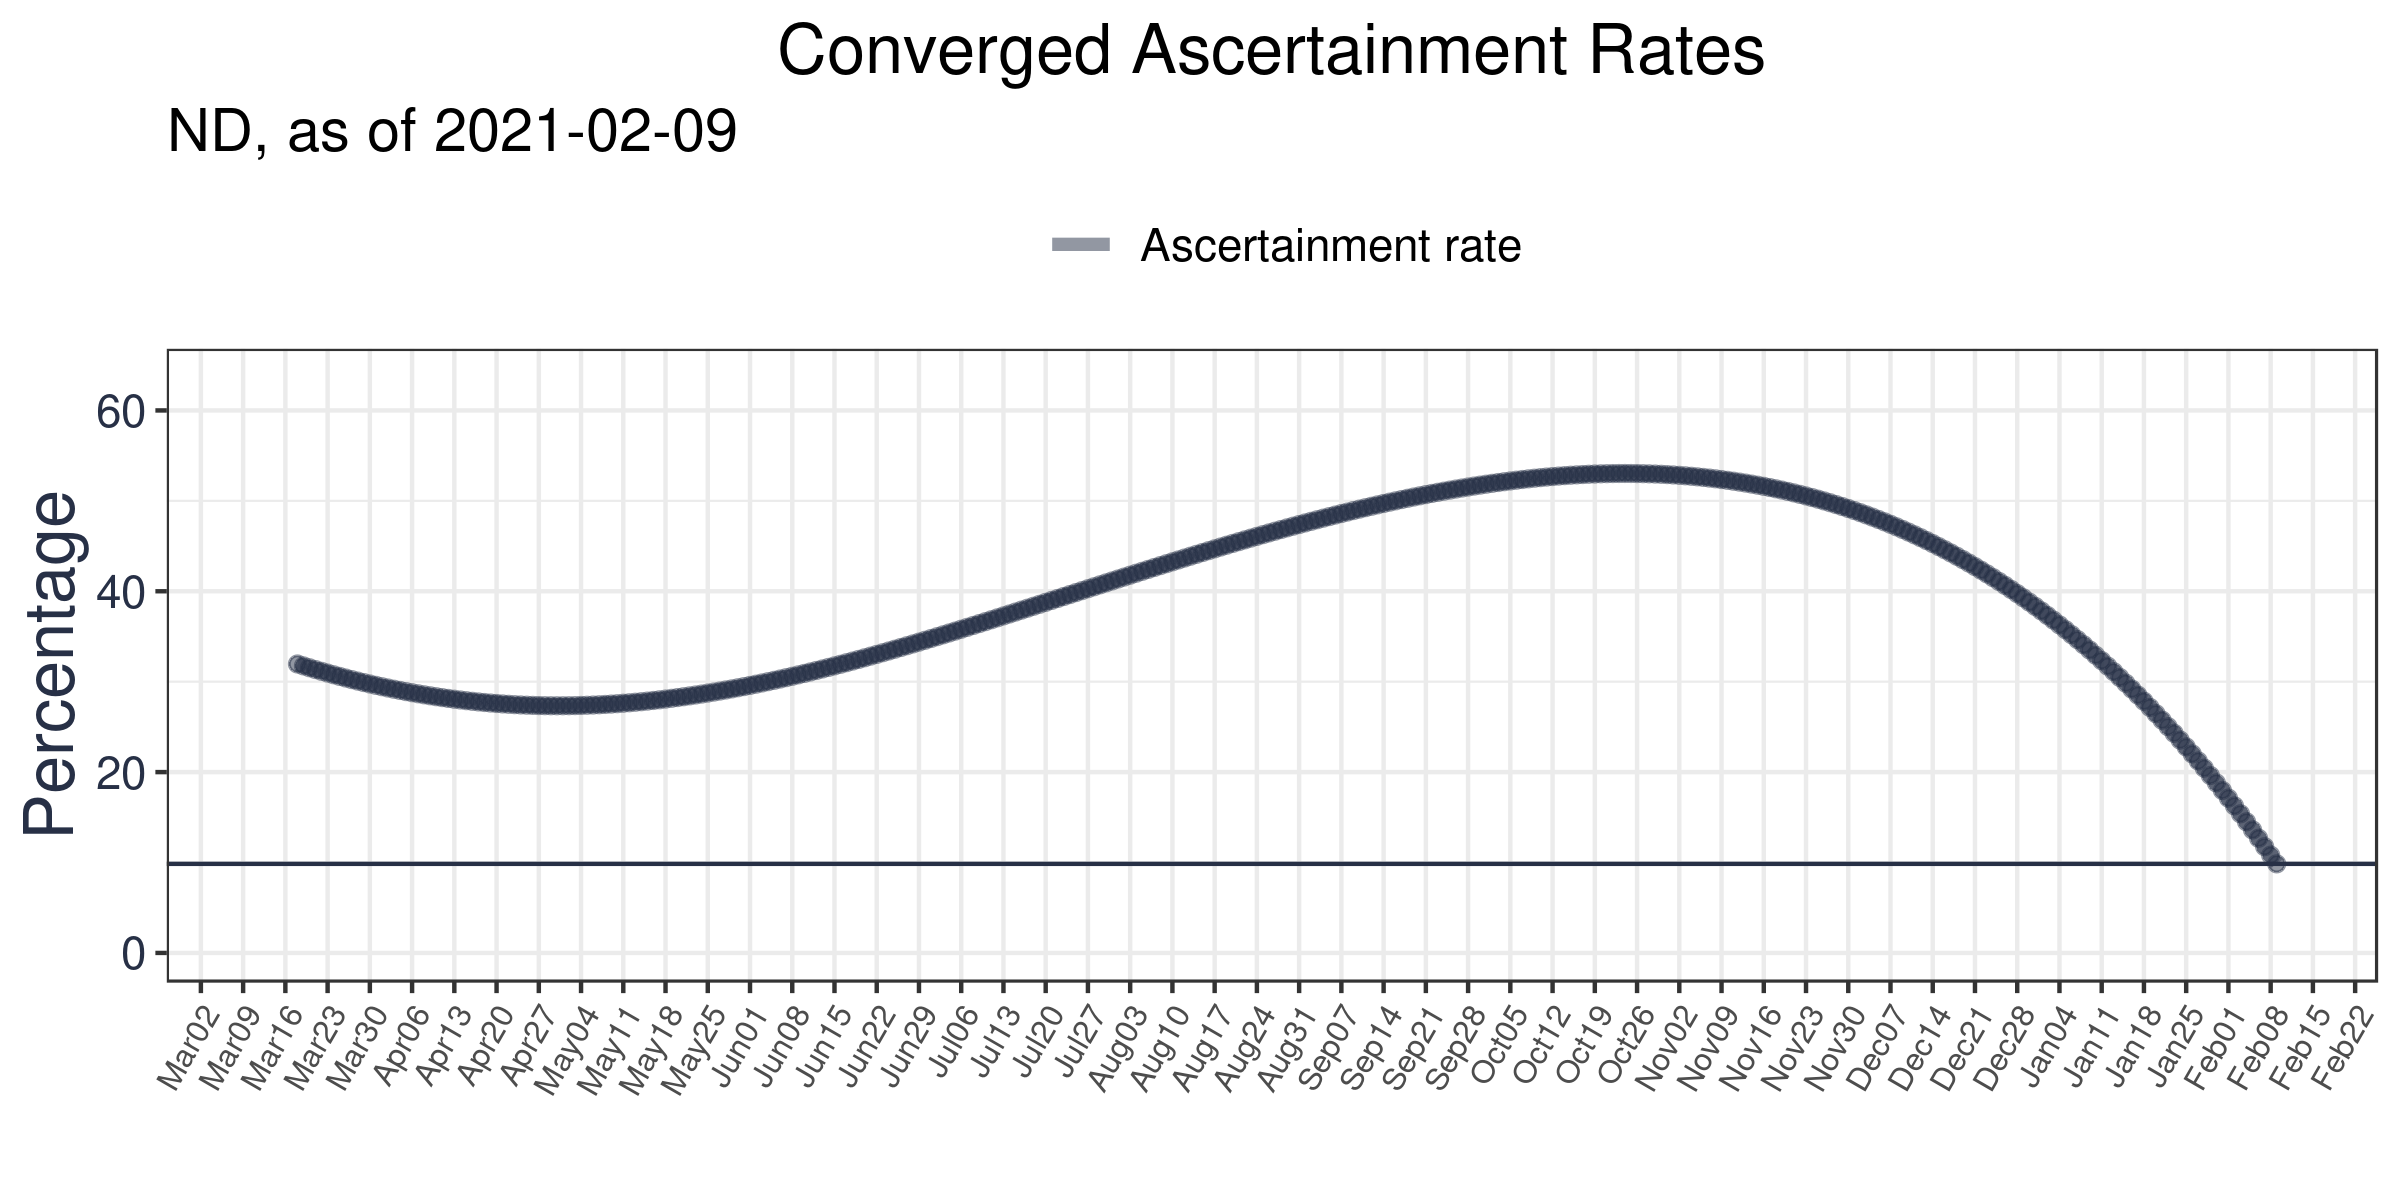 Converged Ascertainment Rates
ND, as of 2021-02-09
Ascertainment rate
Percentage
60
40
20
0
Mar02 Mar09 Mar16 Mar23 Mar30 Apr06 Apr13 Apr20 Apr27 May04 May11 May18 May25 Jun01 Jun08 Jun15 Jun22 Jun29 Jul06 Jul13 Jul20 Jul27 Aug03 Aug10 Aug17 Aug24 Aug31 Sep07 Sep14 Sep21 Sep28 Oct05 Oct12 Oct19 Oct26 Nov02 Nov09 Nov16 Nov23 Nov30 Dec07 Dec14 Dec21 Dec28 Jan04 Jan11 Jan18 Jan25 Feb01 Feb08 Feb15 Feb22